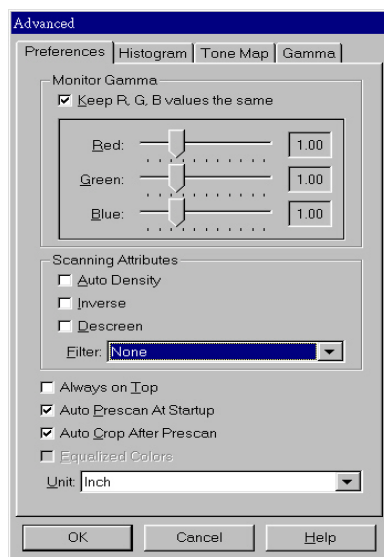 Advanced
Preferences Histogram Tone Map Gamma
Monitor Gamma
Keep R, G, B values the same
Red: 1.00
Green: 1.00
Blue: 1.00
Scanning Attributes
Auto Density
Inverse
Descreen
Filter: None
Always on Top
Auto Prescan At Startup
Auto Crop After Prescan
Equalized Colors
Unit: Inch
OK Cancel Help